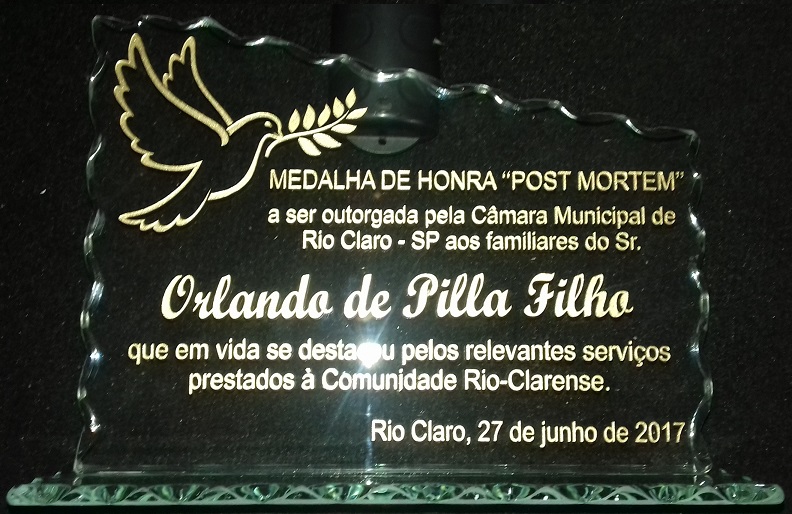 MEDALHA DE HONRA “POST MORTEM”
a ser outorgada pela Câmara Municipal de
Rio Claro - SP aos familiares do Sr.
Orlando de Pilla Filho
que em vida se destacou pelos relevantes serviços
prestados à Comunidade Rio-Clarense.
Rio Claro, 27 de junho de 2017